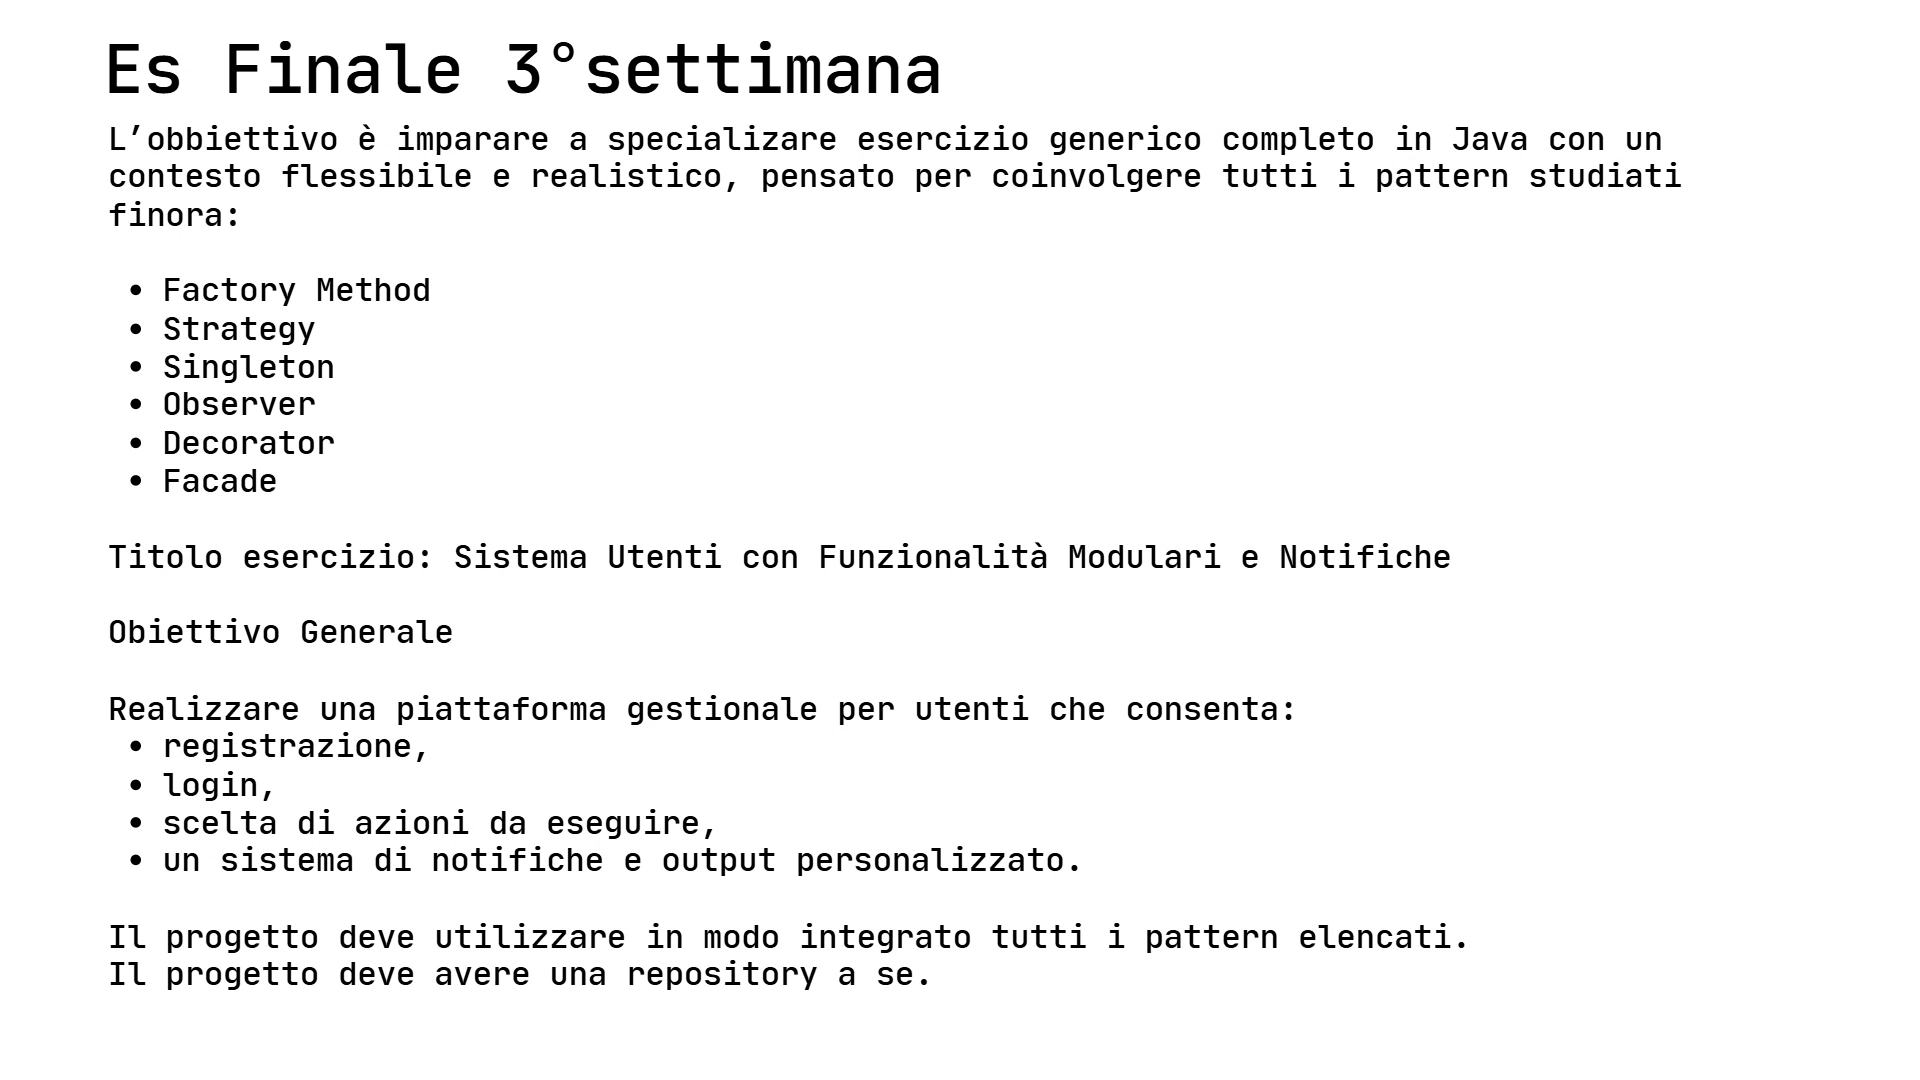 Es Finale 3°settimana
L’obbiettivo è imparare a specializare esercizio generico completo in Java con un
contesto flessibile e realistico, pensato per coinvolgere tutti i pattern studiati
finora:
• Factory Method
• Strategy
• Singleton
• Observer
• Decorator
• Facade
Titolo esercizio: Sistema Utenti con Funzionalità Modulari e Notifiche
Obiettivo Generale
Realizzare una piattaforma gestionale per utenti che consenta:
• registrazione,
• login,
• scelta di azioni da eseguire,
• un sistema di notifiche e output personalizzato.
Il progetto deve utilizzare in modo integrato tutti i pattern elencati.
Il progetto deve avere una repository a se.